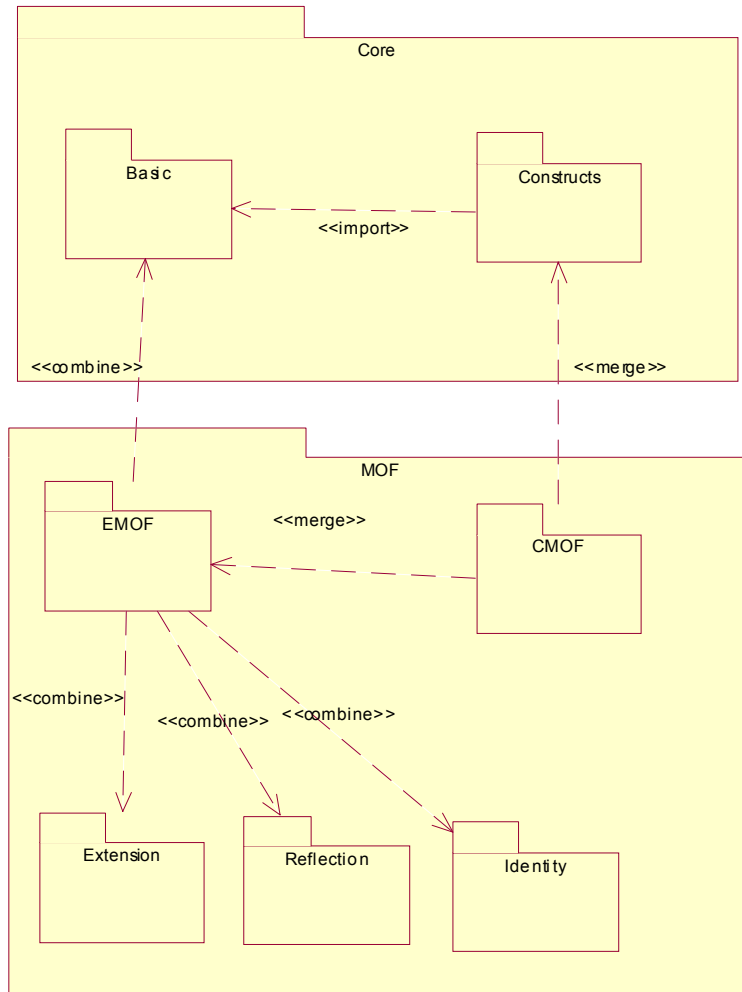 Core
Basic
Constructs
<<import>>
<<combine>>
<<merge>>
MOF
EMOF
<<merge>>
CMOF
<<combine>>
<<combine>>
<<combine>>
Extension
Reflection
Identity